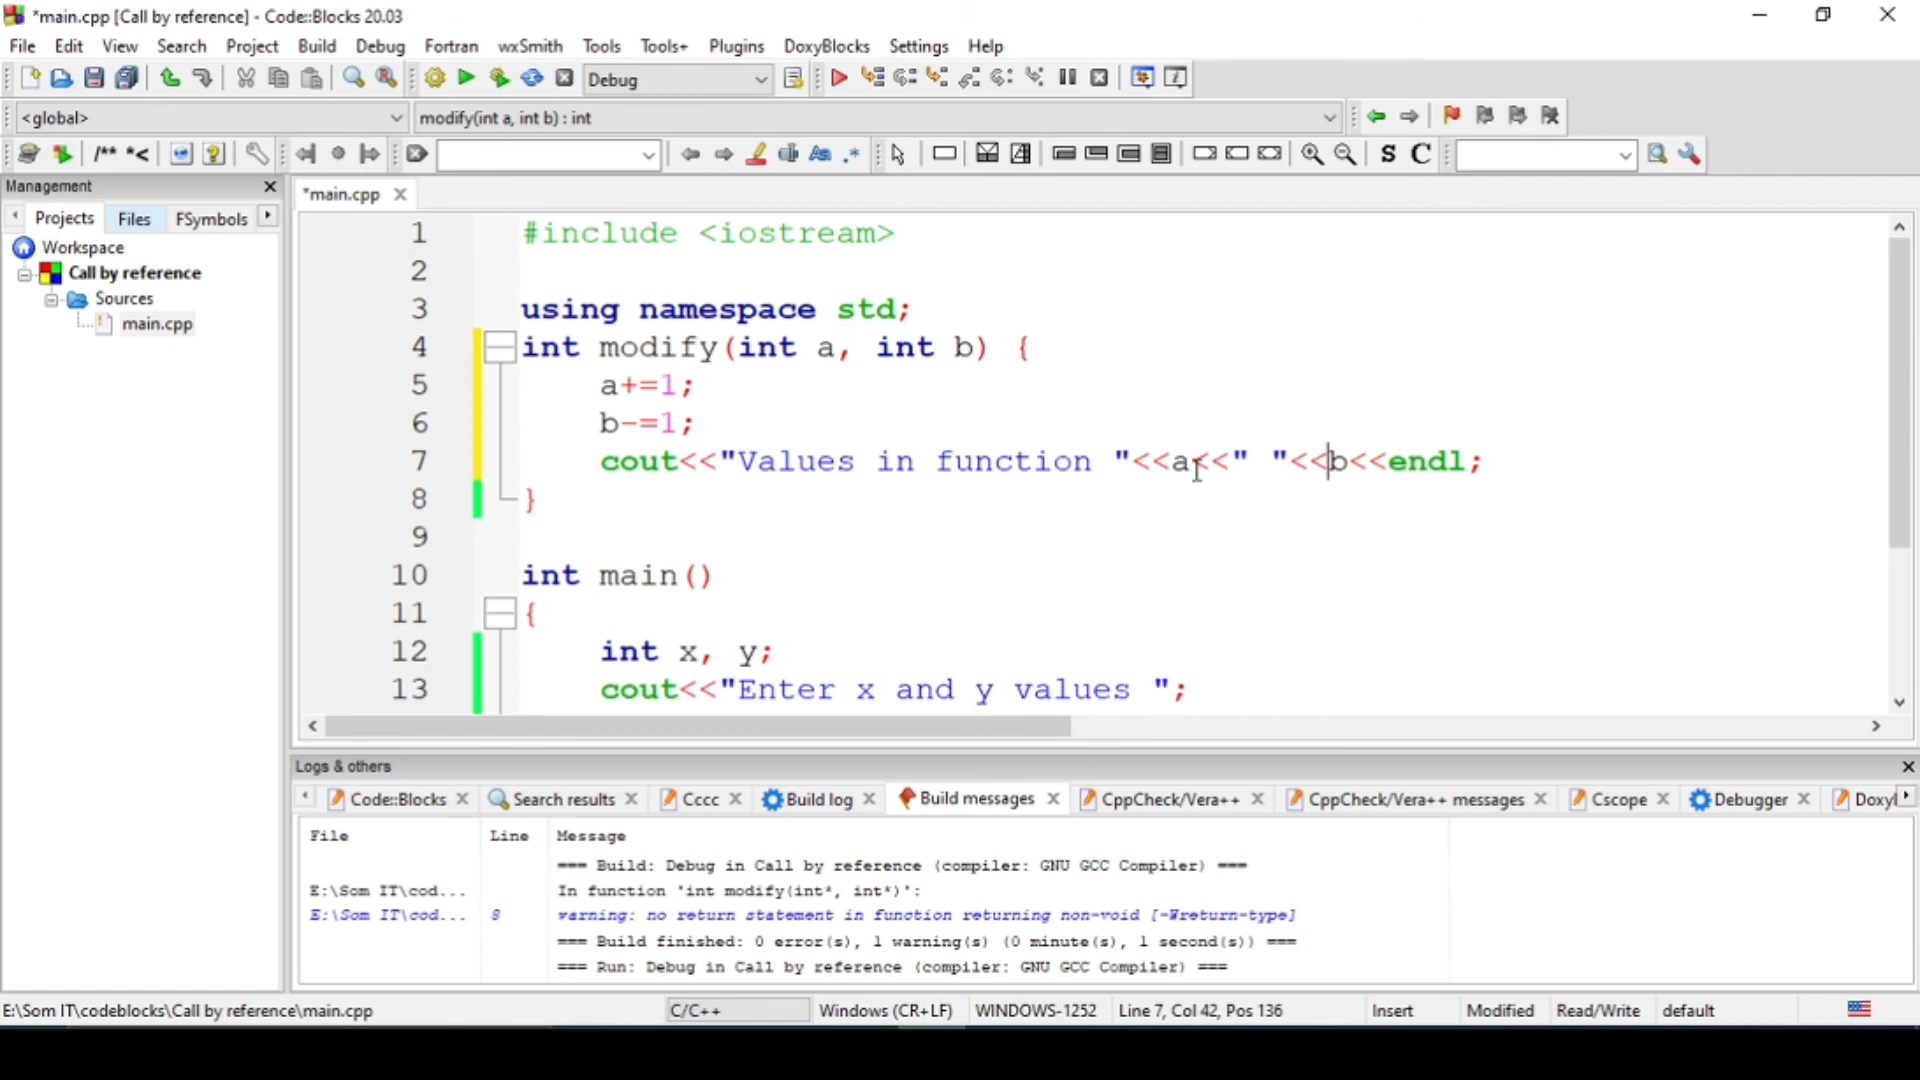 *main.cpp [Call by reference] - Code::Blocks 20.03
File Edit View Search Project Build Debug Fortran wxSmith Tools Tools+ Plugins DoxyBlocks Settings Help
Debug
<global> modify(int a, int b) : int
/** *< Aa .* S C
Management
*main.cpp
Projects Files FSymbols
Workspace
Call by reference
Sources
main.cpp
1 #include <iostream>
2
3 using namespace std;
4 int modify(int a, int b) {
5 a+=1;
6 b-=1;
7 cout<<"Values in function "<<a<<" "<<b<<endl;
8 }
9
10 int main()
11 {
12 int x, y;
13 cout<<"Enter x and y values ";
Logs & others
Code::Blocks Search results Cccc Build log Build messages CppCheck/Vera++ CppCheck/Vera++ messages Cscope Debugger Doxyl
File Line Message
=== Build: Debug in Call by reference (compiler: GNU GCC Compiler) ===
E:\Som IT\cod... In function 'int modify(int*, int*)':
E:\Som IT\cod... 8 warning: no return statement in function returning non-void [-Wreturn-type]
=== Build finished: 0 error(s), 1 warning(s) (0 minute(s), 1 second(s)) ===
=== Run: Debug in Call by reference (compiler: GNU GCC Compiler) ===
E:\Som IT\codeblocks\Call by reference\main.cpp C/C++ Windows (CR+LF) WINDOWS-1252 Line 7, Col 42, Pos 136 Insert Modified Read/Write default